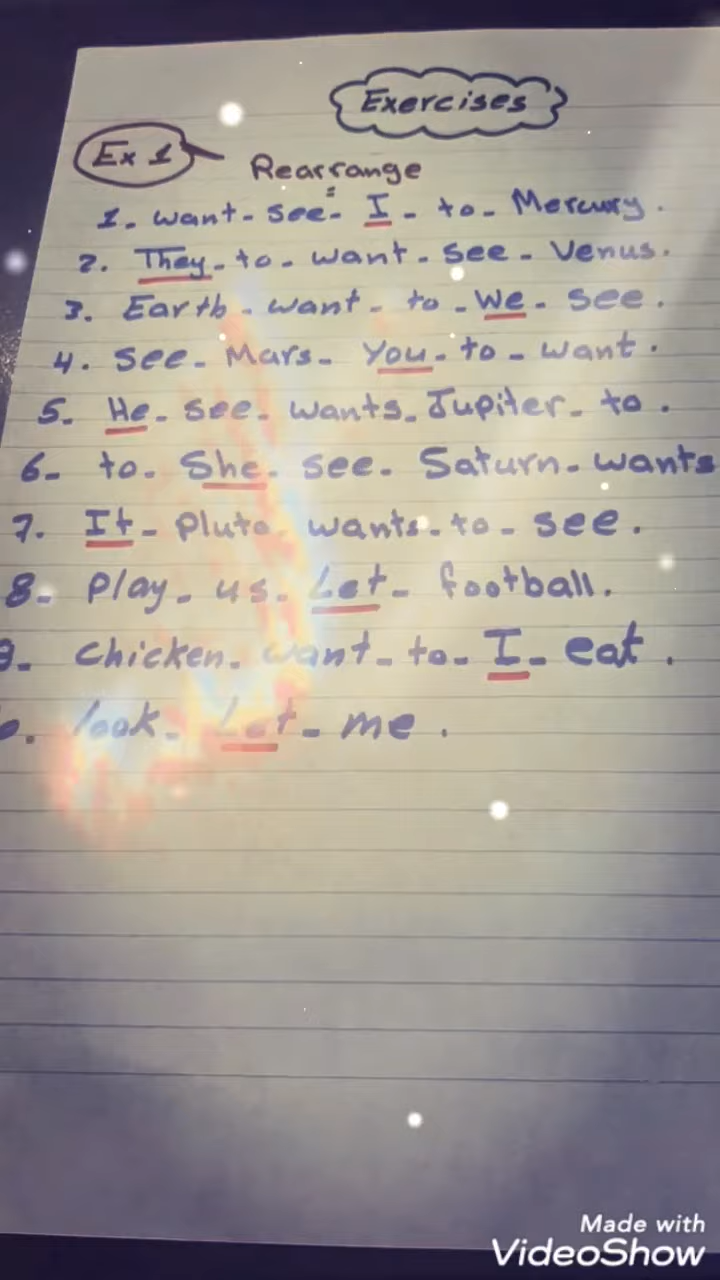 Exercises
Ex 1
Rearrange
1. want - see - I - to - Mercury.
2. They - to - want - see - Venus.
3. Earth - want - to - We - see.
4. see - Mars - You - to - want.
5. He - see - wants - Jupiter - to.
6- to - She - see - Saturn - wants
7. It - Pluto - wants - to - see.
8- Play - us - Let - football.
9- Chicken - want - to - I - eat.
look - Let - me.
Made with
VideoShow